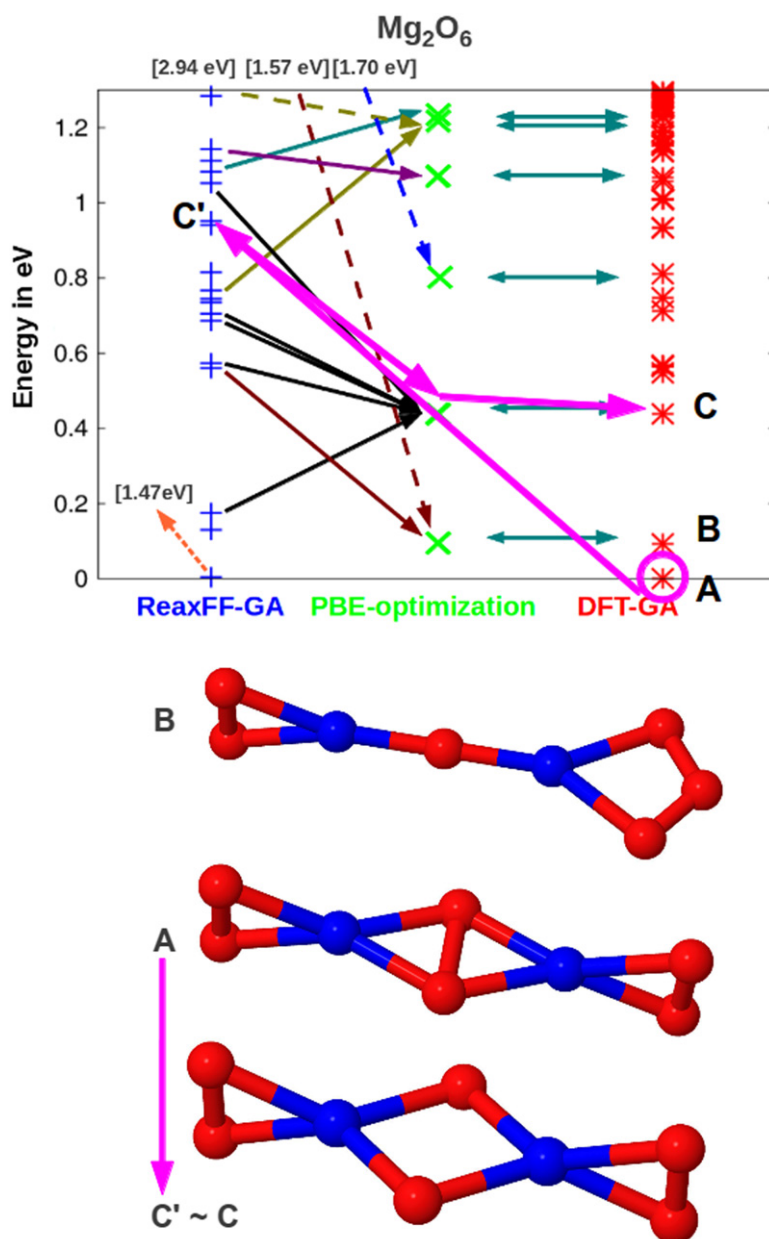 Mg₂O₆
[2.94 eV] [1.57 eV] [1.70 eV]
1.2
1
C'
0.8
0.6
0.4
C
[1.47eV]
0.2
B
0
A
Energy in eV
ReaxFF-GA PBE-optimization DFT-GA
B
A
C' ~ C